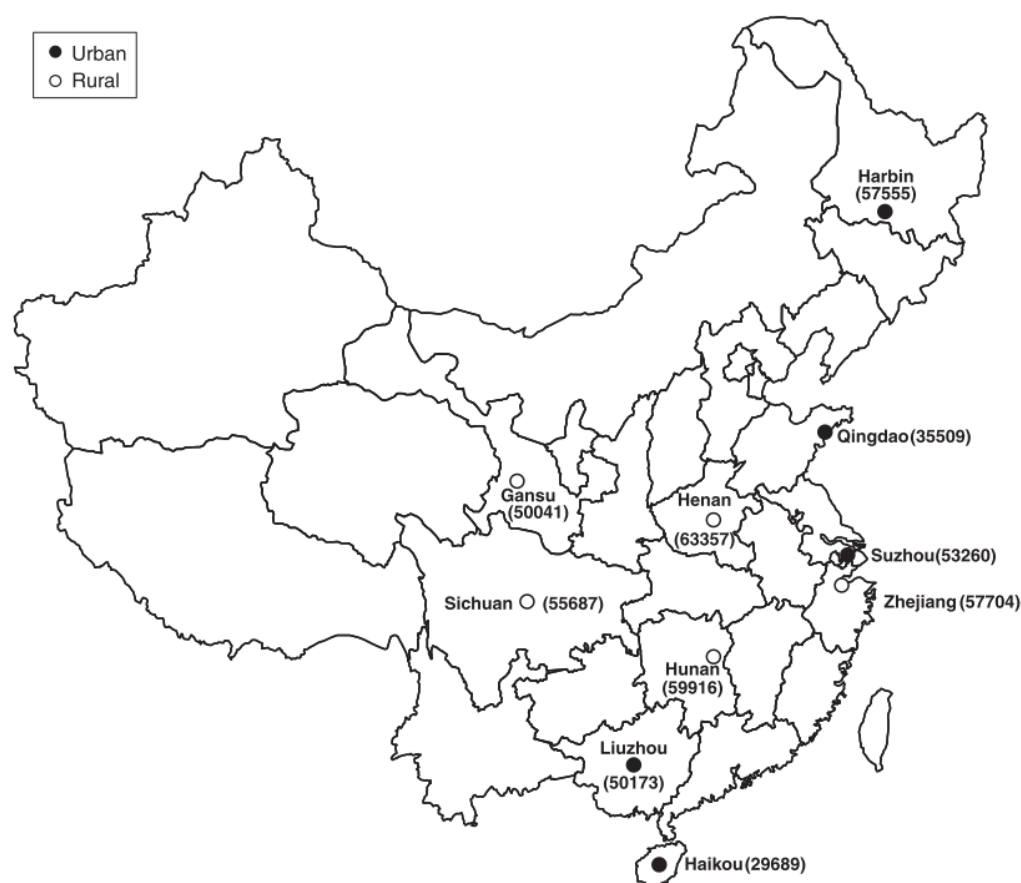 Urban
Rural
Harbin
(57555)
Qingdao(35509)
Gansu
(50041)
Henan
(63357)
Suzhou(53260)
Zhejiang(57704)
Sichuan (55687)
Hunan
(59916)
Liuzhou
(50173)
Haikou(29689)